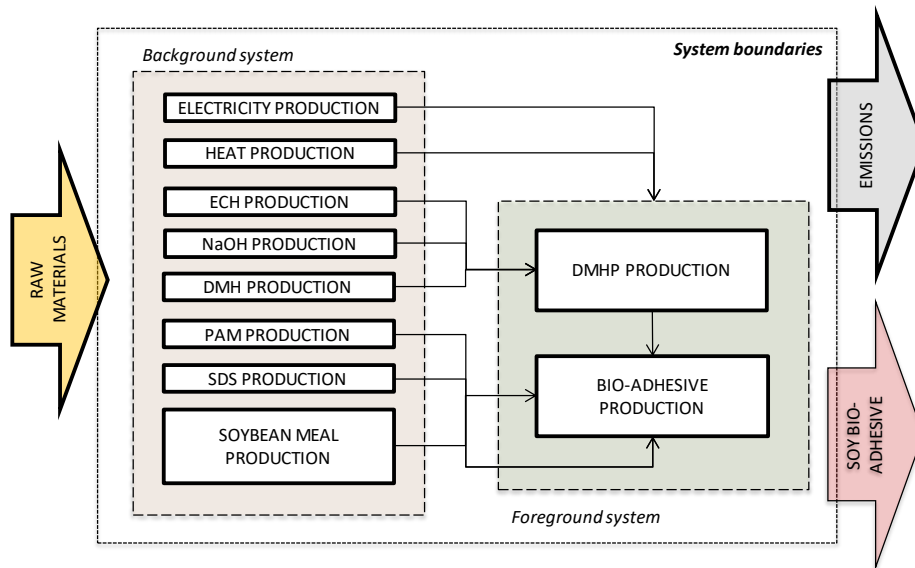 Background system
System boundaries
ELECTRICITY PRODUCTION
HEAT PRODUCTION
ECH PRODUCTION
NaOH PRODUCTION
DMH PRODUCTION
PAM PRODUCTION
SDS PRODUCTION
SOYBEAN MEAL
PRODUCTION
RAW
MATERIALS
DMHP PRODUCTION
BIO-ADHESIVE
PRODUCTION
Foreground system
EMISSIONS
SOY BIO-
ADHESIVE